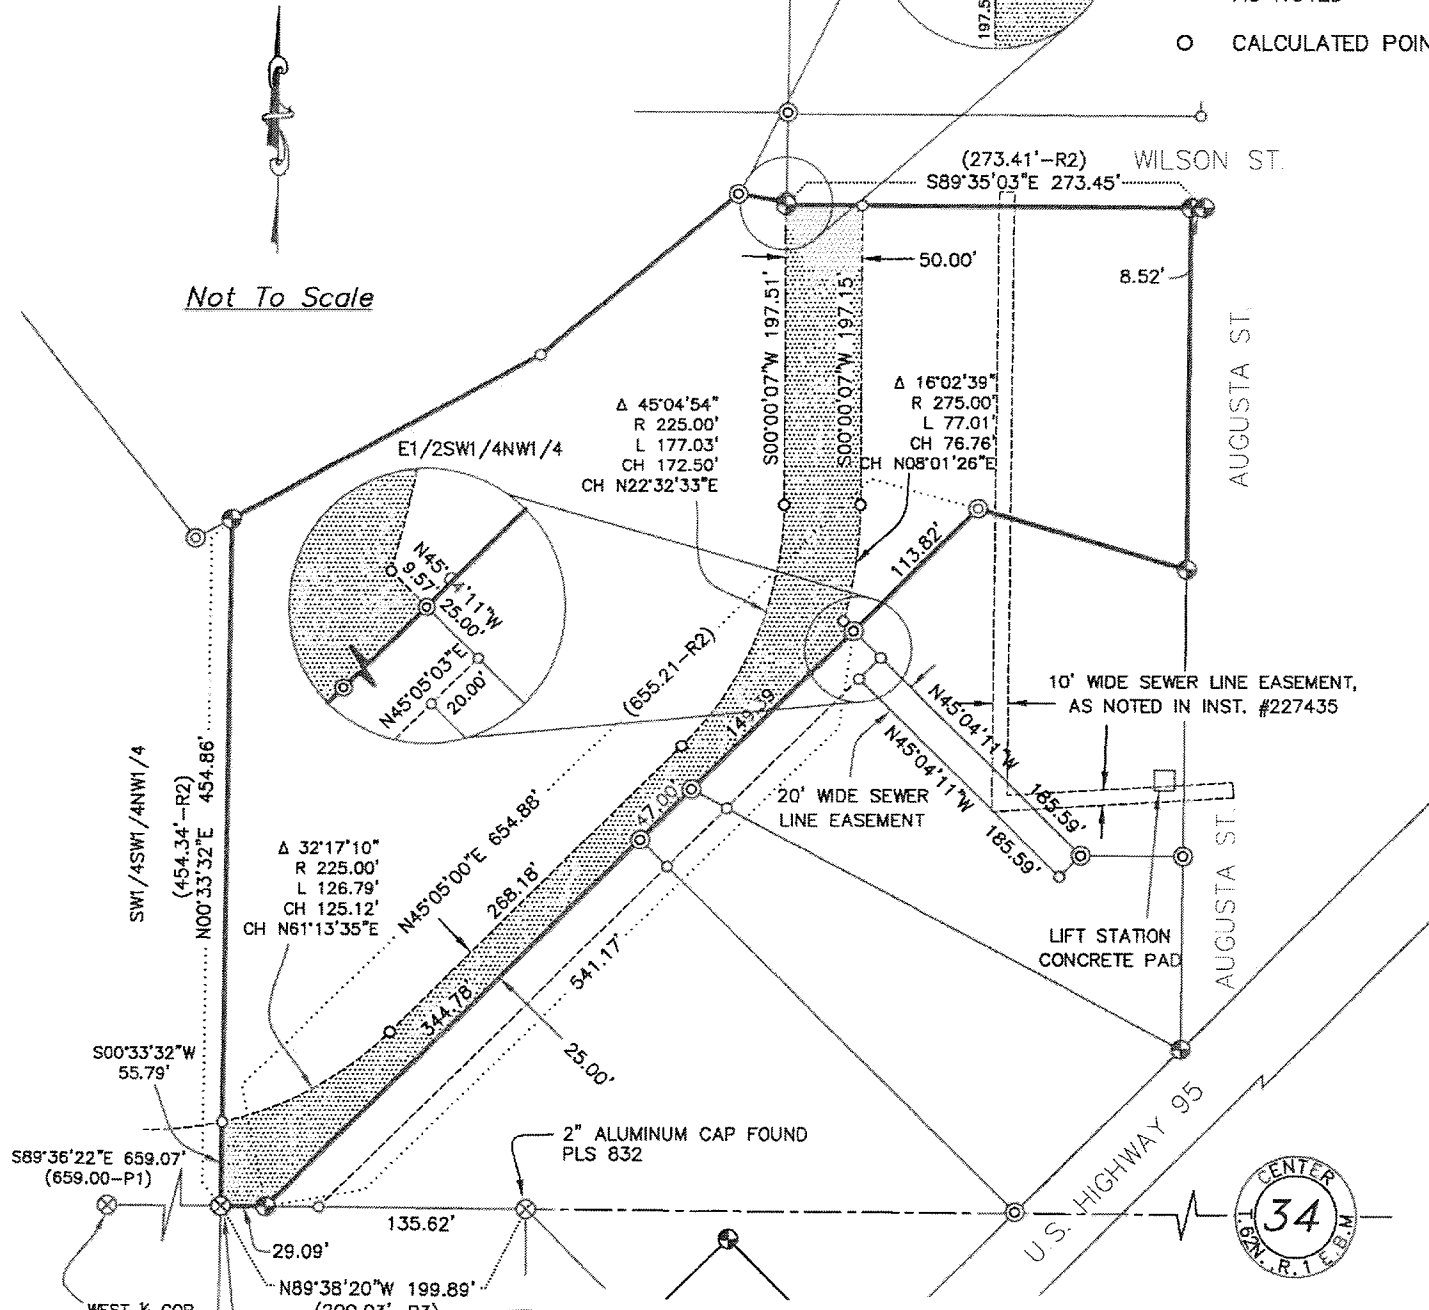 AS NOTED
197.5
CALCULATED POIN
WILSON ST.
(273.41'-R2)
S89°35'03"E 273.45'
50.00'
8.52'
Not To Scale
S00°00'07"W 197.51'
S00°00'07"W 197.15'
AUGUSTA ST.
Δ 16°02'39"
R 275.00'
L 77.01'
CH 76.76'
CH N08°01'26"E
Δ 45°04'54"
R 225.00'
L 177.03'
CH 172.50'
CH N22°32'33"E
E1/2SW1/4NW1/4
113.82'
9.57'
25.00'
N45°05'03"E
20.00'
(655.21-R2)
149.39
10' WIDE SEWER LINE EASEMENT,
AS NOTED IN INST. #227435
N45°04'11"W
185.59'
N45°04'11"W
185.59'
20' WIDE SEWER
LINE EASEMENT
47.00'
SW1/4SW1/4NW1/4
(454.34'-R2)
N00°33'32"E 454.86'
N45°05'00"E 654.88'
Δ 32°17'10"
R 225.00'
L 126.79'
CH 125.12'
CH N61°13'35"E
268.18'
344.78'
541.17'
25.00'
LIFT STATION
CONCRETE PAD
AUGUSTA ST.
S00°33'32"W
55.79'
2" ALUMINUM CAP FOUND
PLS 832
S89°36'22"E 659.07'
(659.00-P1)
135.62'
29.09'
N89°38'20"W 199.89'
U.S. HIGHWAY 95
CENTER
34
T.62N. R.1 E.B.M